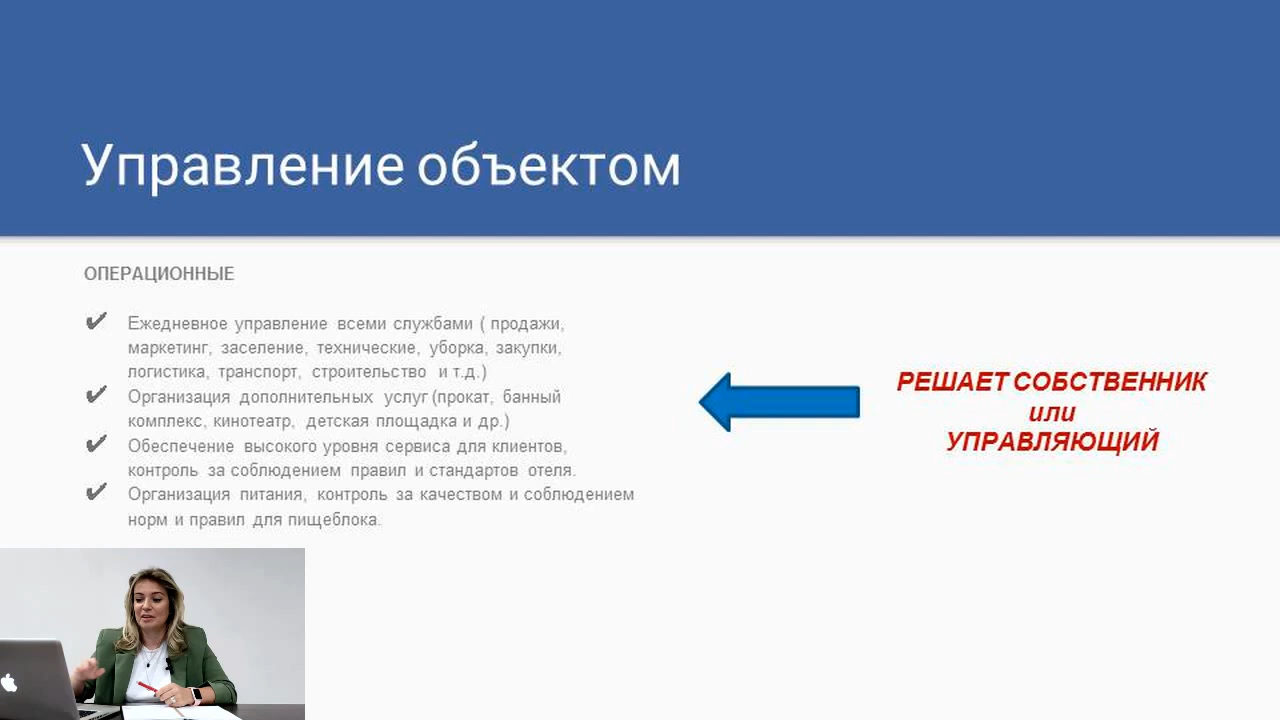 Управление объектом
ОПЕРАЦИОННЫЕ
✔ Ежедневное управление всеми службами ( продажи,
маркетинг, заселение, технические, уборка, закупки,
логистика, транспорт, строительство и т.д.)
✔ Организация дополнительных услуг (прокат, банный
комплекс, кинотеатр, детская площадка и др.)
✔ Обеспечение высокого уровня сервиса для клиентов,
контроль за соблюдением правил и стандартов отеля.
✔ Организация питания, контроль за качеством и соблюдением
норм и правил для пищеблока.
РЕШАЕТ СОБСТВЕННИК
или
УПРАВЛЯЮЩИЙ